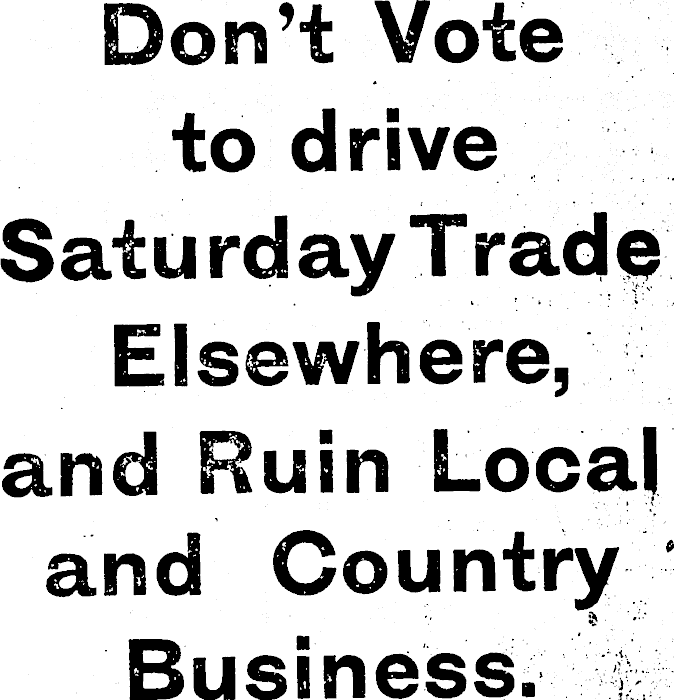 Don’t Vote
to drive
Saturday Trade
Elsewhere,
and Ruin Local
and Country
Business.